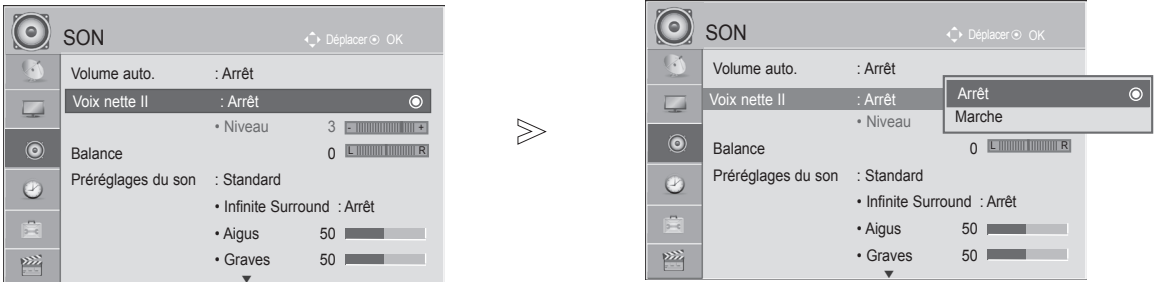 SON
Déplacer OK
Volume auto. : Arrêt
Voix nette II : Arrêt
• Niveau 3 - +
Balance 0 L R
Préréglages du son : Standard
• Infinite Surround : Arrêt
• Aigus 50
• Graves 50
SON
Déplacer OK
Volume auto. : Arrêt
Voix nette II : Arrêt
• Niveau
Arrêt
Marche
Balance 0 L R
Préréglages du son : Standard
• Infinite Surround : Arrêt
• Aigus 50
• Graves 50